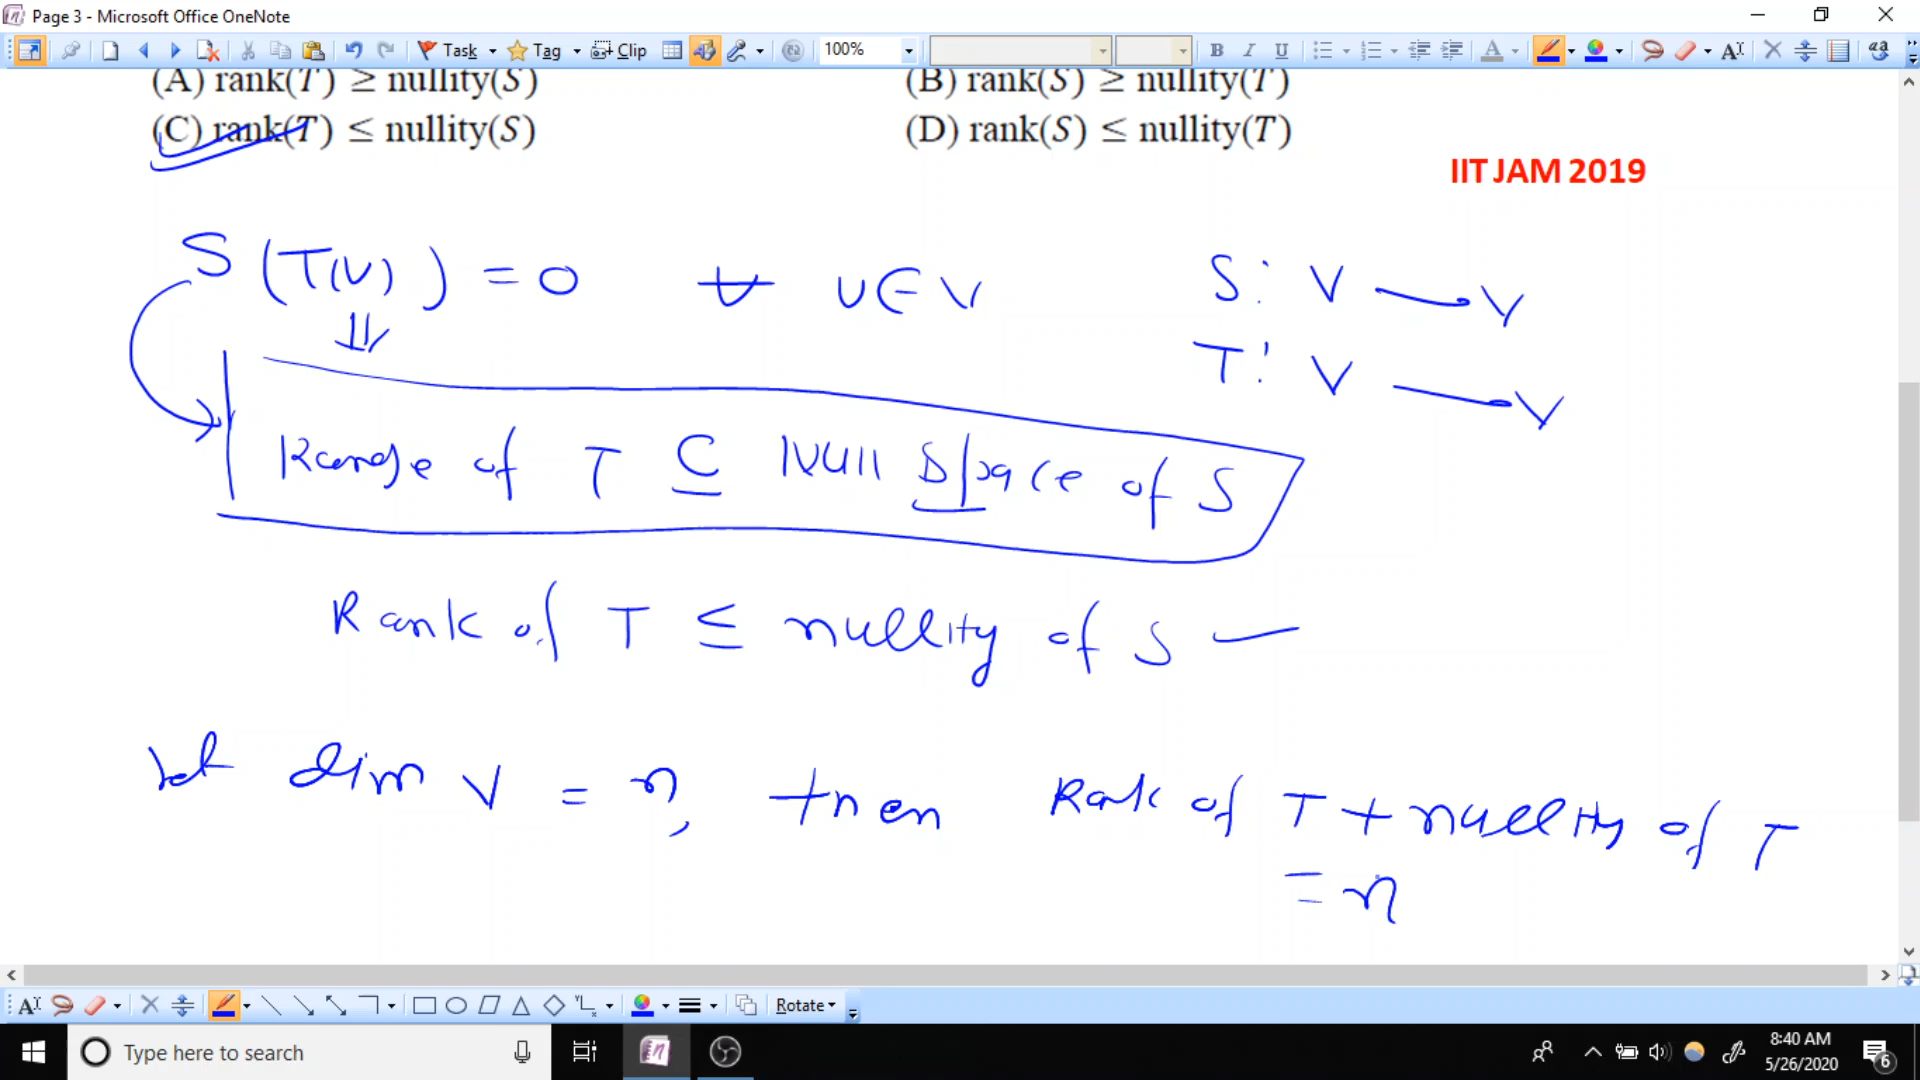 Page 3 - Microsoft Office OneNote
Task Tag Clip 100% B I U
(A) rank(T) ≥ nullity(S) (B) rank(S) ≥ nullity(T)
(C) rank(T) ≤ nullity(S) (D) rank(S) ≤ nullity(T)
IIT JAM 2019
S (T(v)) = 0 ∀ v ∈ V
S: V → V
T: V → V
Range of T ⊆ Null Space of S
Rank of T ≤ nullity of S
Let dim V = n, then Rank of T + nullity of T
= n
Rotate
Type here to search
8:40 AM
5/26/2020
6